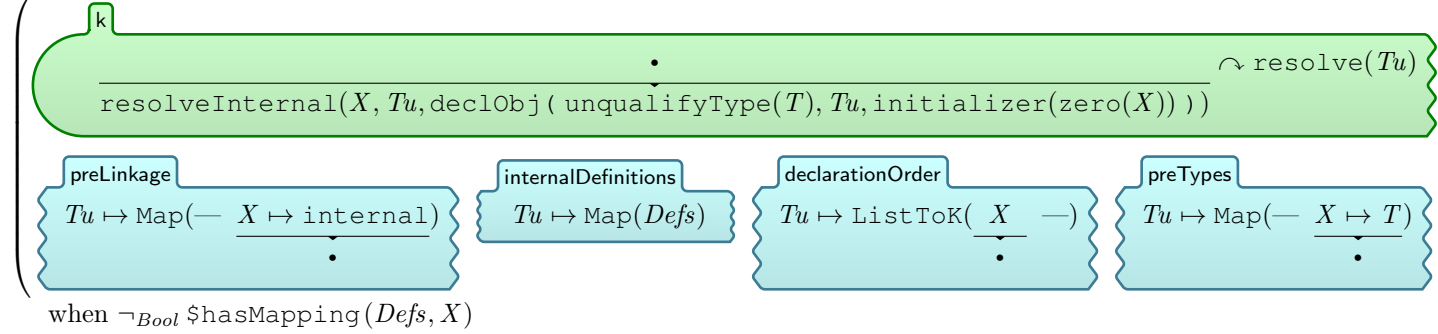 k
•
↷ resolve(Tu)
resolveInternal(X, Tu,declObj( unqualifyType(T), Tu,initializer(zero(X)) ))
preLinkage internalDefinitions declarationOrder preTypes
Tu ↦ Map(— X ↦ internal) Tu ↦ Map(Defs) Tu ↦ ListToK( X —) Tu ↦ Map(— X ↦ T)
• • •
when ¬Bool $hasMapping(Defs, X)